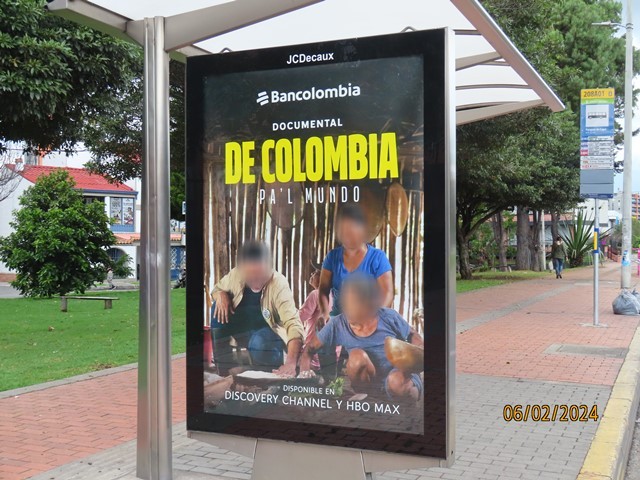 JCDecaux
Bancolombia
DOCUMENTAL
DE COLOMBIA
PA'L MUNDO
DISPONIBLE EN
DISCOVERY CHANNEL Y HBO MAX
06/02/2024